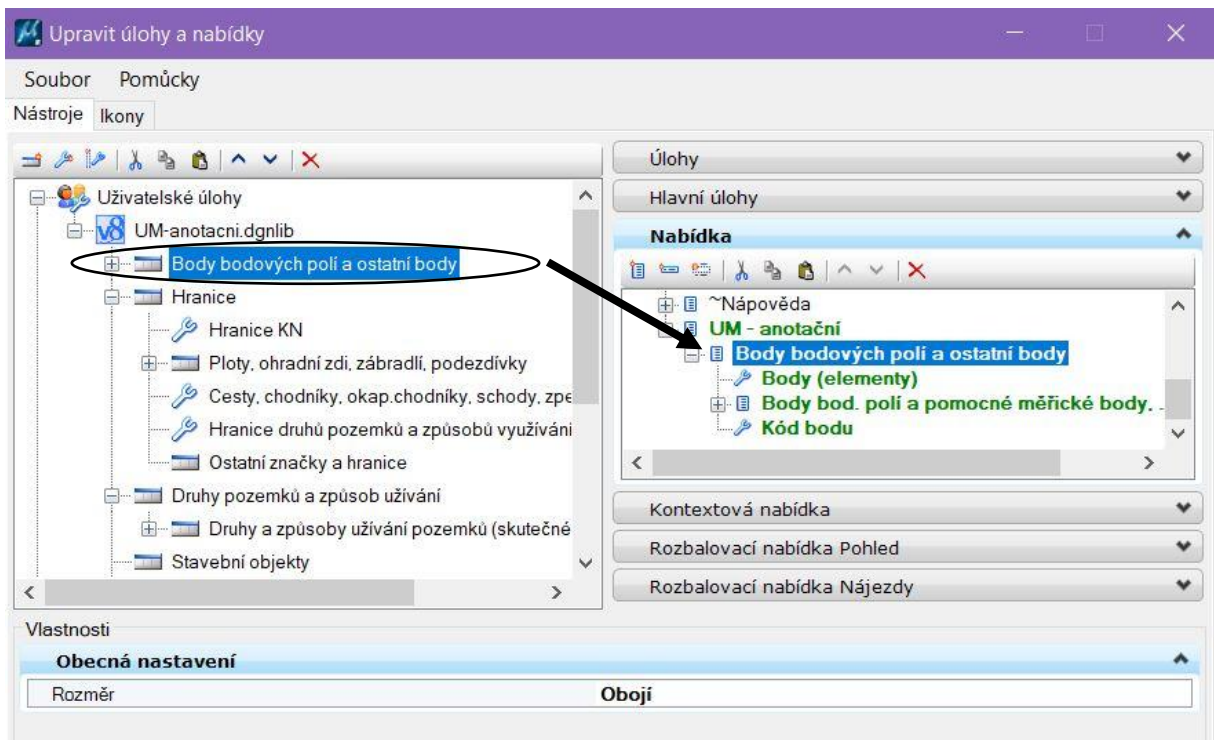 Upravit úlohy a nabídky
Soubor Pomůcky
Nástroje Ikony
Uživatelské úlohy
UM-anotacni.dgnlib
Body bodových polí a ostatní body
Hranice
Hranice KN
Ploty, ohradní zdi, zábradlí, podezdívky
Cesty, chodníky, okap.chodníky, schody, zpe
Hranice druhů pozemků a způsobů využívání
Ostatní značky a hranice
Druhy pozemků a způsob užívání
Druhy a způsoby užívání pozemků (skutečné
Stavební objekty
Úlohy
Hlavní úlohy
Nabídka
~Nápověda
UM - anotační
Body bodových polí a ostatní body
Body (elementy)
Body bod. polí a pomocné měřické body, .
Kód bodu
Kontextová nabídka
Rozbalovací nabídka Pohled
Rozbalovací nabídka Nájezdy
Vlastnosti
Obecná nastavení
Rozměr Obojí